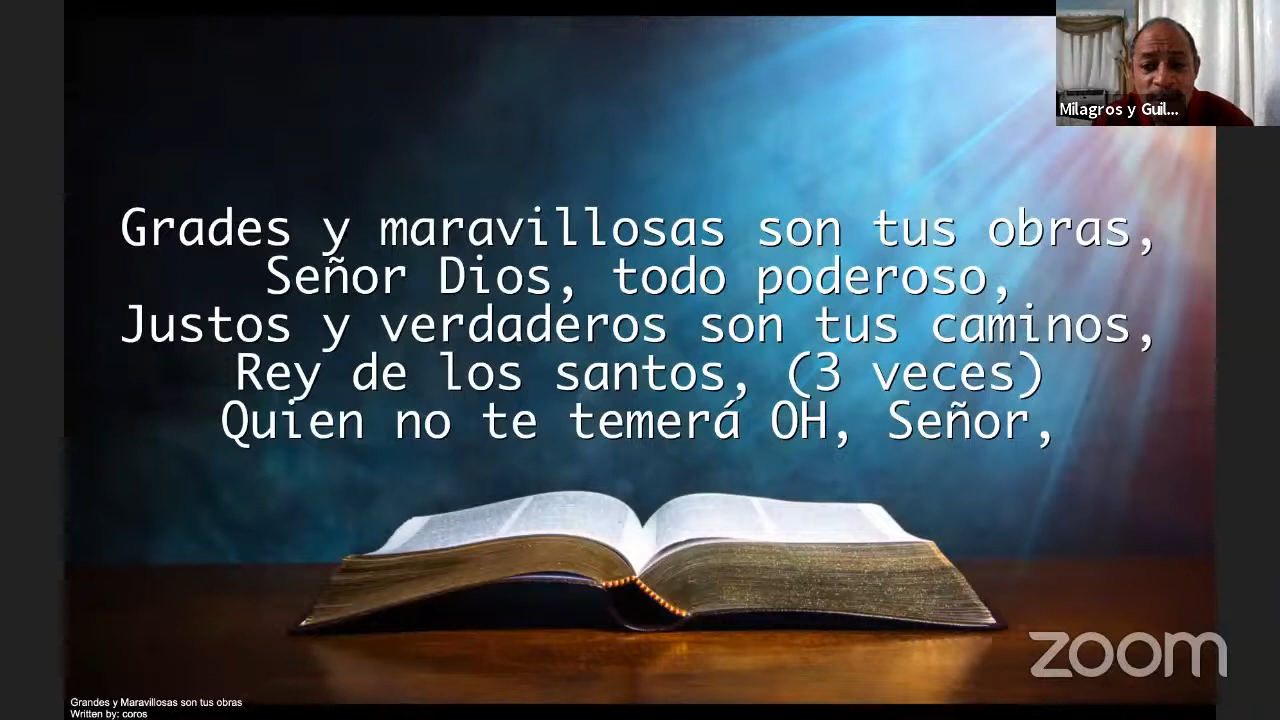 Milagros y Guil...
Grades y maravillosas son tus obras,
Señor Dios, todo poderoso,
Justos y verdaderos son tus caminos,
Rey de los santos, (3 veces)
Quien no te temerá OH, Señor,
zoom
Grandes y Maravillosas son tus obras
Written by: coros